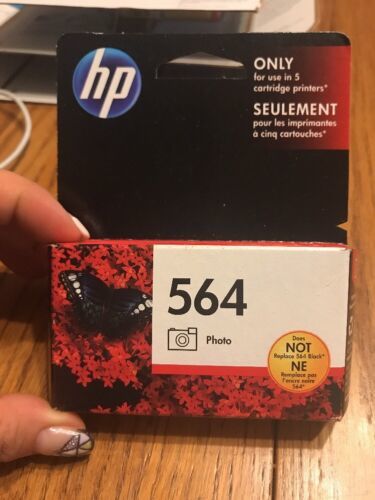 hp
ONLY
for use in 5
cartridge printers*
SEULEMENT
pour les imprimantes
à cinq cartouches*
564
Photo
Does
NOT
Replace 564 Black*
NE
Remplace pas
l'encre noire
564*